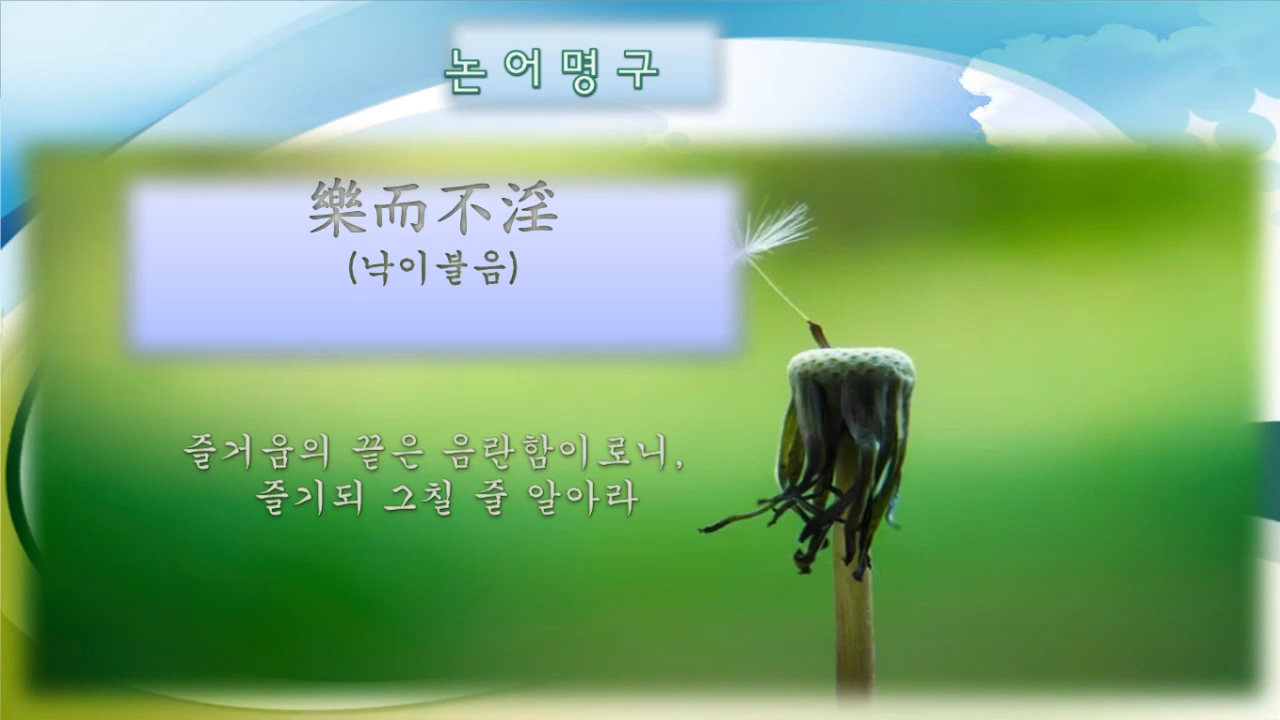 논 어 명 구
樂而不淫
(낙이불음)
즐거움의 끝은 음란함이로니,
즐기되 그칠 줄 알아라